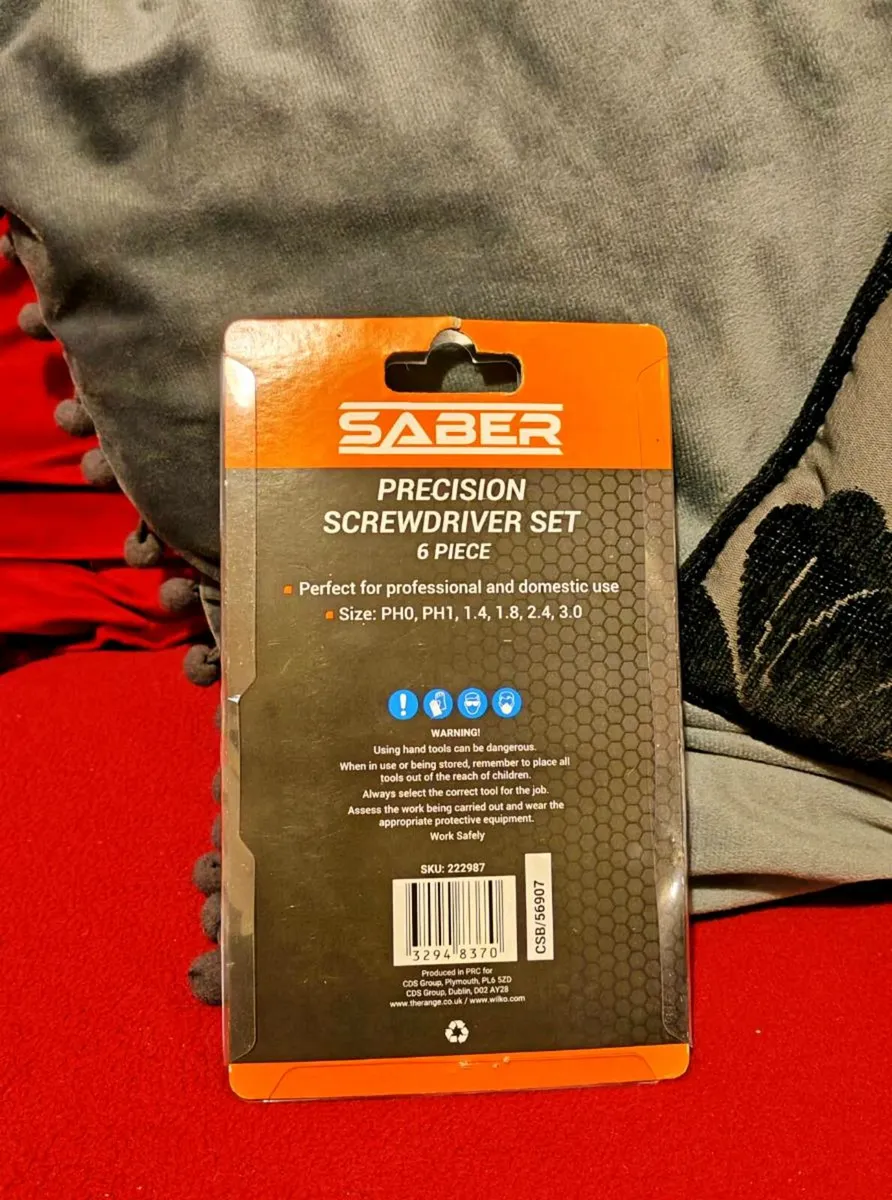 SABER
PRECISION
SCREWDRIVER SET
6 PIECE
Perfect for professional and domestic use
Size: PH0, PH1, 1.4, 1.8, 2.4, 3.0
WARNING!
Using hand tools can be dangerous.
When in use or being stored, remember to place all
tools out of the reach of children.
Always select the correct tool for the job.
Assess the work being carried out and wear the
appropriate protective equipment.
Work Safely
SKU: 222987
3294 8370
CSB/56907
Produced in PRC for
CDS Group, Plymouth, PL6 5ZD
CDS Group, Dublin, D02 AY28
www.therange.co.uk / www.wilko.com